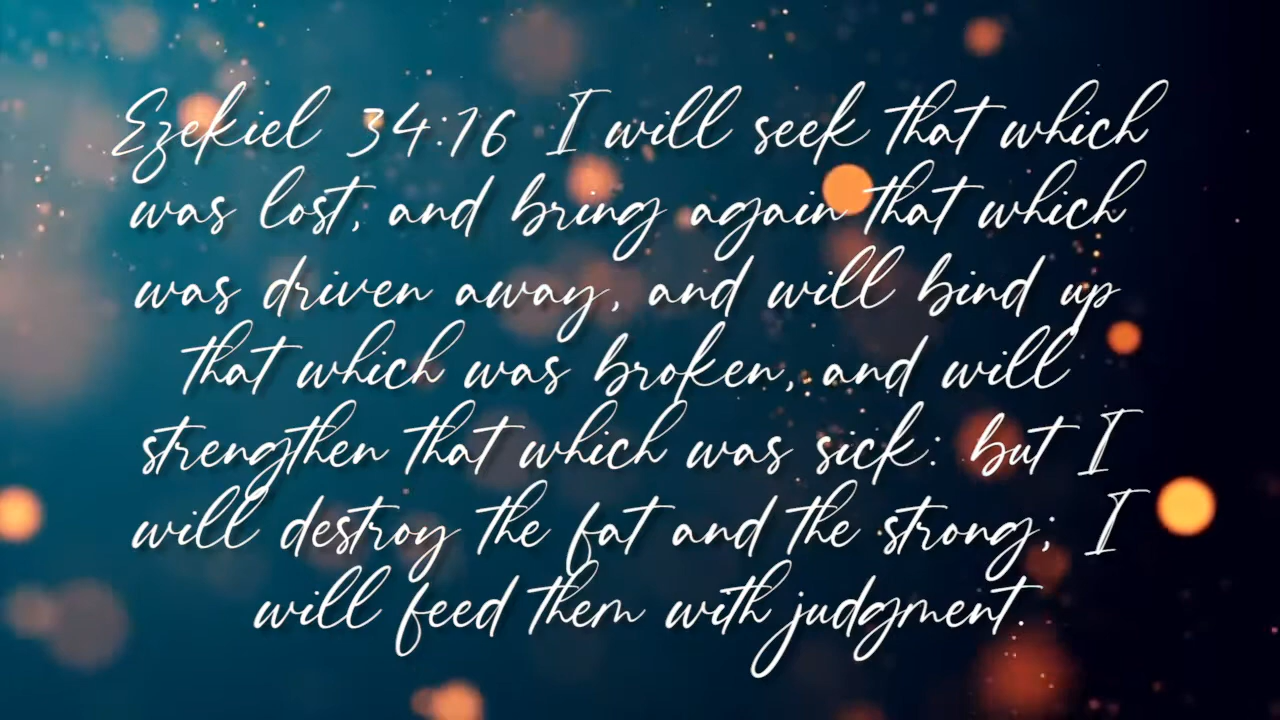 Ezekiel 34:16 I will seek that which
was lost, and bring again that which
was driven away, and will bind up
that which was broken, and will
strengthen that which was sick: but I
will destroy the fat and the strong; I
will feed them with judgment.